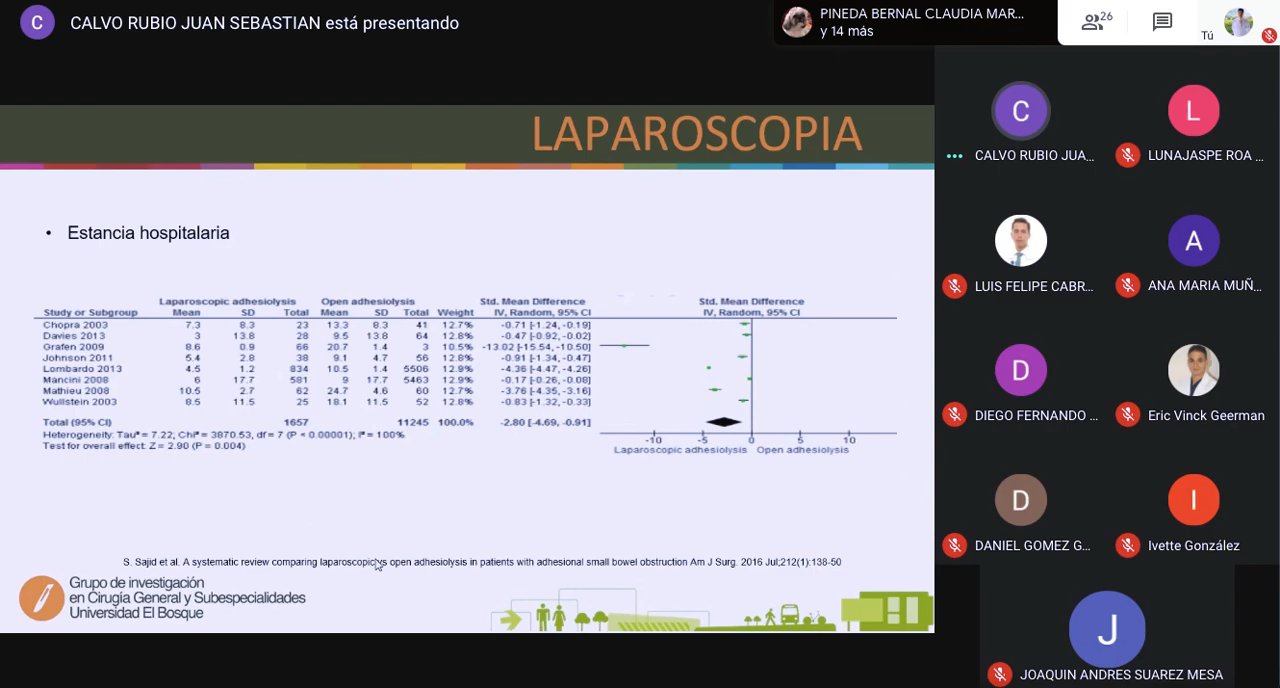 C
CALVO RUBIO JUAN SEBASTIAN está presentando
PINEDA BERNAL CLAUDIA MAR...
y 14 más
26
Tú
LAPAROSCOPIA
• Estancia hospitalaria
Laparoscopic adhesiolysis Open adhesiolysis Std. Mean Difference Std. Mean Difference
Study or Subgroup Mean SD Total Mean SD Total Weight IV, Random, 95% CI IV, Random, 95% CI
Chopra 2003 7.3 8.3 23 13.3 8.3 41 12.7% -0.71 [-1.24, -0.19]
Davies 2013 3 13.8 28 9.5 13.8 64 12.8% -0.47 [-0.92, -0.02]
Grafen 2009 8.6 0.9 66 20.7 1.4 3 10.5% -13.02 [-15.54, -10.50]
Johnson 2011 5.4 2.8 38 9.1 4.7 56 12.8% -0.91 [-1.34, -0.47]
Lombardo 2013 4.5 1.2 834 10.5 1.4 5506 12.9% -4.36 [-4.47, -4.26]
Mancini 2008 6 17.7 581 9 17.7 5463 12.9% -0.17 [-0.26, -0.08]
Mathieu 2008 10.5 2.7 62 24.7 4.6 60 12.7% -3.76 [-4.35, -3.16]
Wullstein 2003 8.5 11.5 25 18.1 11.5 52 12.7% -0.83 [-1.32, -0.33]
Total (95% CI) 1657 11245 100.0% -2.80 [-4.69, -0.91]
Heterogeneity: Tau² = 7.22; Chi² = 3870.53, df = 7 (P < 0.00001); I² = 100%
Test for overall effect: Z = 2.90 (P = 0.004)
-10 -5 0 5 10
Laparoscopic adhesiolysis Open adhesiolysis
S. Sajid et al. A systematic review comparing laparoscopic vs open adhesiolysis in patients with adhesional small bowel obstruction Am J Surg. 2016 Jul;212(1):138-50
Grupo de investigación
en Cirugía General y Subespecialidades
Universidad El Bosque
C
L
CALVO RUBIO JUA...
LUNAJASPE ROA ...
A
LUIS FELIPE CABR...
ANA MARIA MUÑ...
D
DIEGO FERNANDO ...
Eric Vinck Geerman
D
I
DANIEL GOMEZ G...
Ivette González
J
JOAQUIN ANDRES SUAREZ MESA